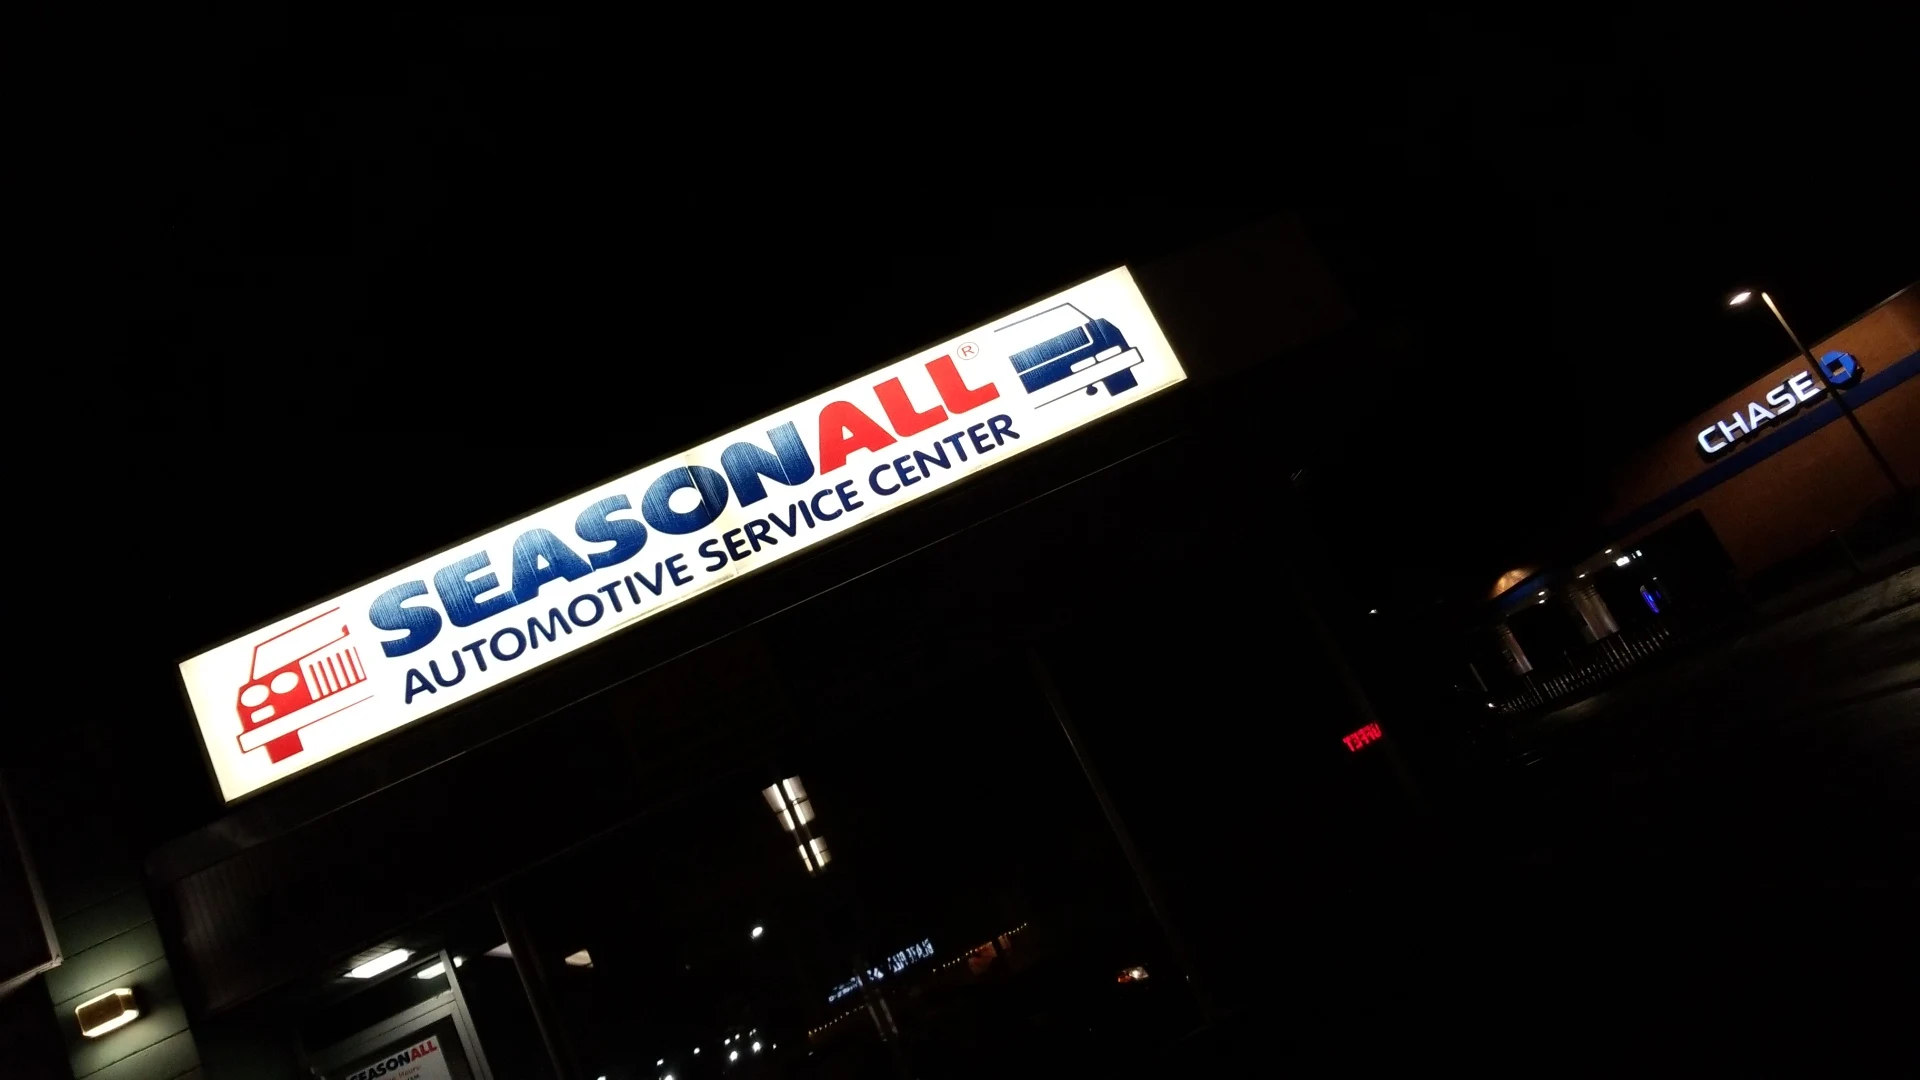 SEASONALL®
AUTOMOTIVE SERVICE CENTER
CHASE
SEASONALL